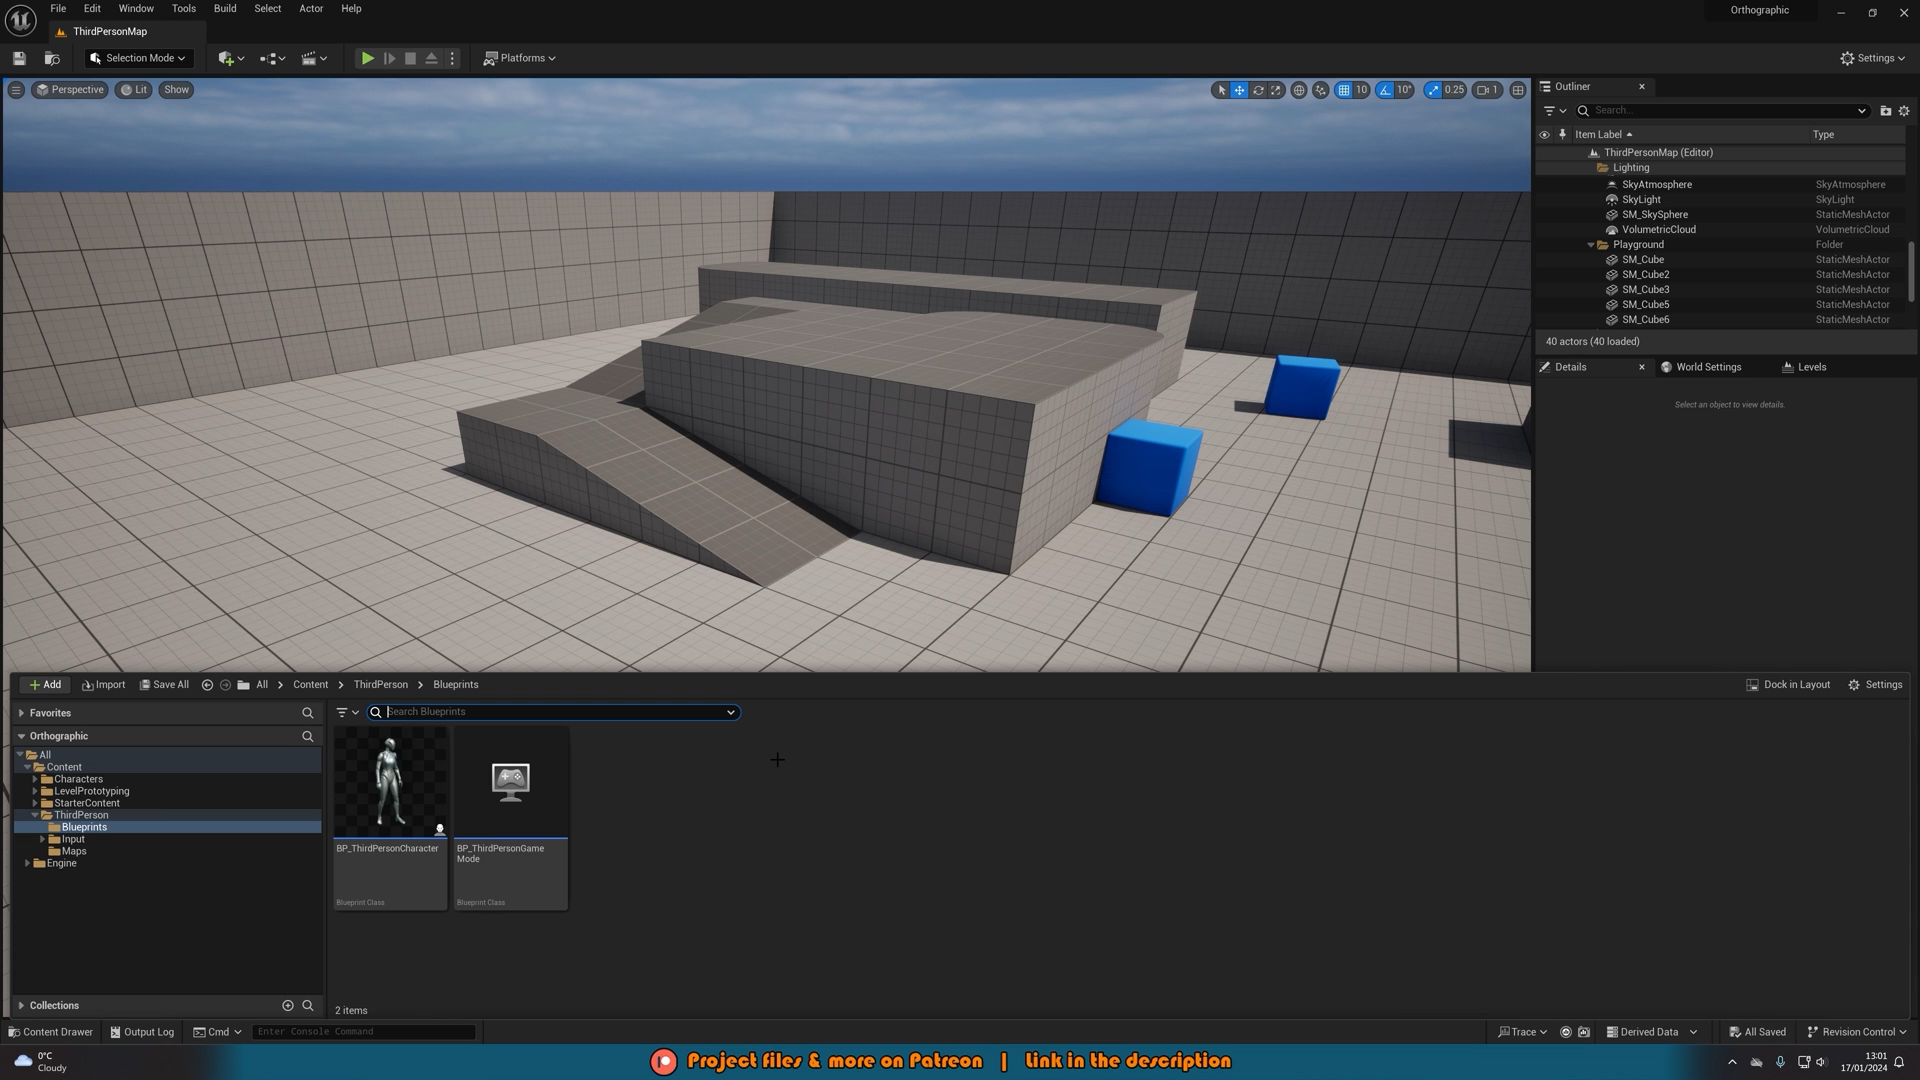 File Edit Window Tools Build Select Actor Help
Orthographic
ThirdPersonMap
Selection Mode
Platforms
Settings
Perspective Lit Show
10 10° 0.25 1
Outliner
Search...
Item Label Type
ThirdPersonMap (Editor)
Lighting
SkyAtmosphere SkyAtmosphere
SkyLight SkyLight
SM_SkySphere StaticMeshActor
VolumetricCloud VolumetricCloud
Playground Folder
SM_Cube StaticMeshActor
SM_Cube2 StaticMeshActor
SM_Cube3 StaticMeshActor
SM_Cube5 StaticMeshActor
SM_Cube6 StaticMeshActor
40 actors (40 loaded)
Details World Settings Levels
Select an object to view details.
Add Import Save All All Content ThirdPerson Blueprints
Dock in Layout Settings
Favorites
Search Blueprints
Orthographic
All
Content
Characters
LevelPrototyping
StarterContent
ThirdPerson
Blueprints
Input
Maps
Engine
BP_ThirdPersonCharacter
Blueprint Class
BP_ThirdPersonGame
Mode
Blueprint Class
Collections
2 items
Content Drawer Output Log Cmd Enter Console Command
Trace Derived Data All Saved Revision Control
0°C
Cloudy
Project files & more on Patreon | Link in the description
13:01
17/01/2024